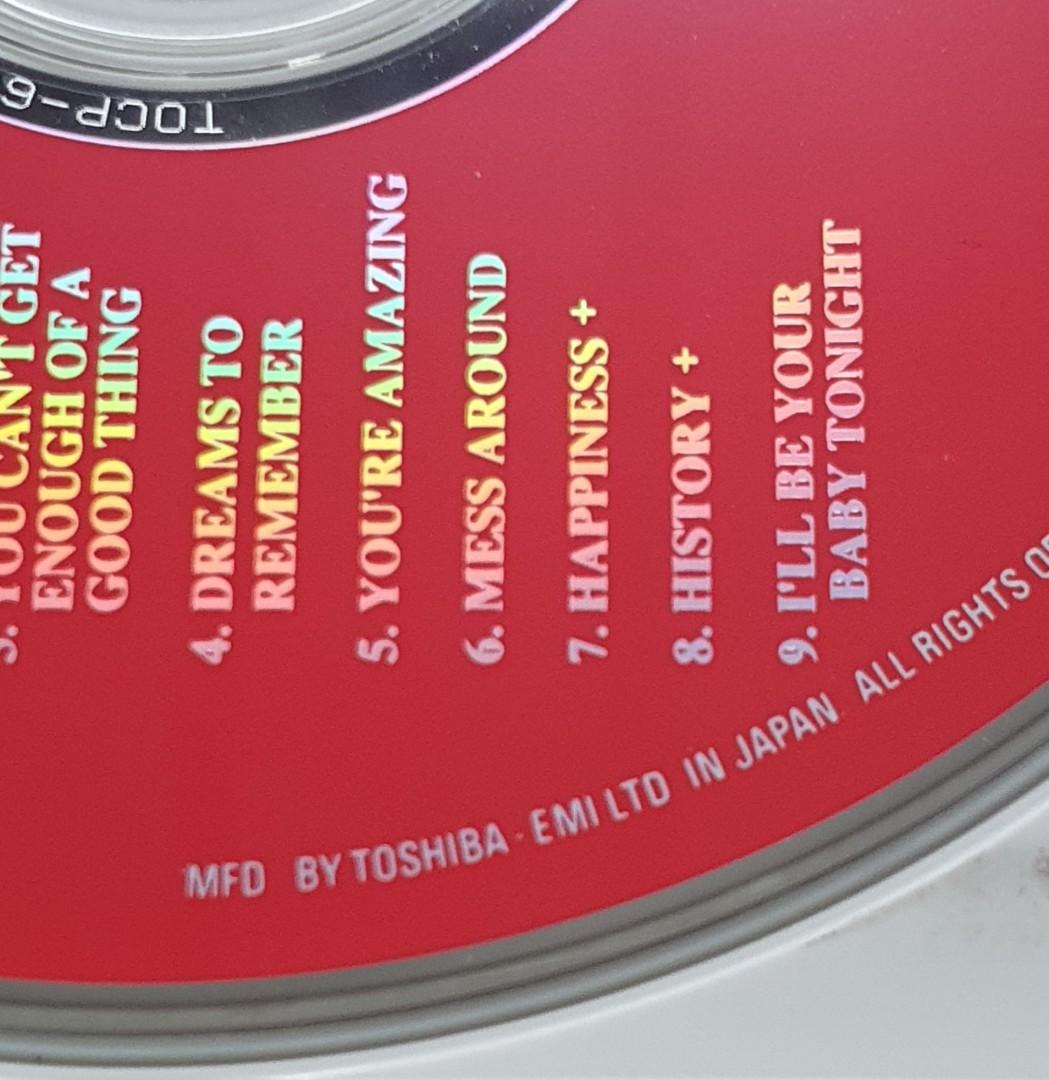 TOCP-6
3. YOU CAN'T GET
ENOUGH OF A
GOOD THING
4. DREAMS TO
REMEMBER
5. YOU'RE AMAZING
6. MESS AROUND
7. HAPPINESS +
8. HISTORY +
9. I'LL BE YOUR
BABY TONIGHT
MFD BY TOSHIBA · EMI LTD IN JAPAN ALL RIGHTS OF